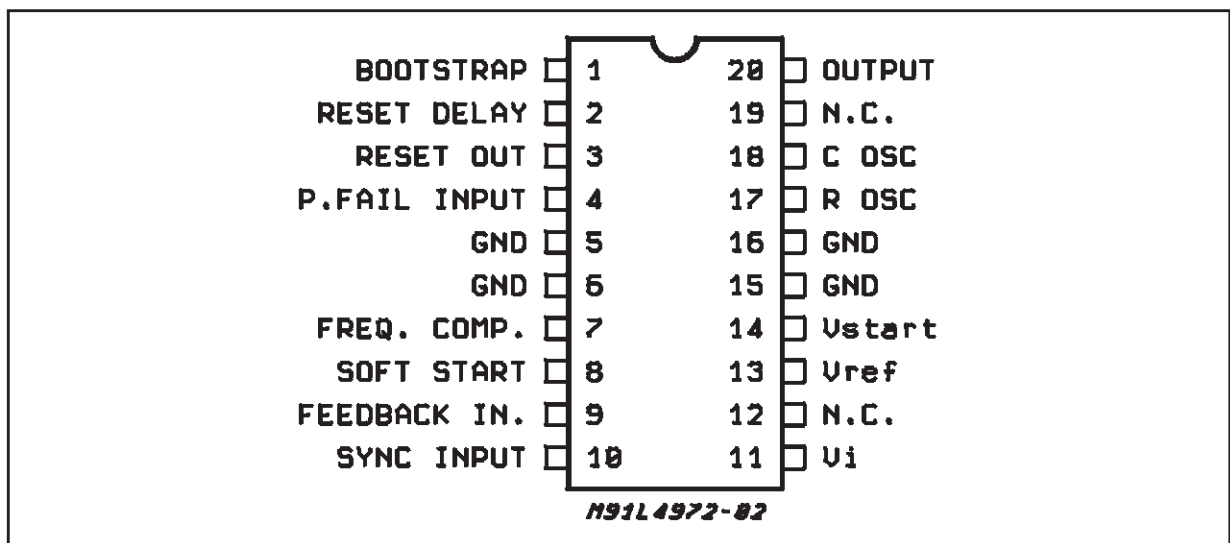 BOOTSTRAP 1 20 OUTPUT
RESET DELAY 2 19 N.C.
RESET OUT 3 18 C OSC
P.FAIL INPUT 4 17 R OSC
GND 5 16 GND
GND 6 15 GND
FREQ. COMP. 7 14 Vstart
SOFT START 8 13 Vref
FEEDBACK IN. 9 12 N.C.
SYNC INPUT 10 11 Vi
M91L4972-02